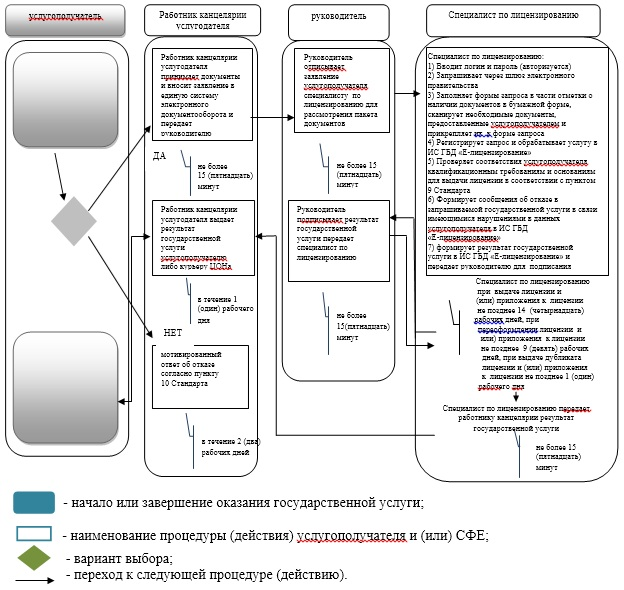 услугополучатель
Работник канцелярии
услугодателя
руководитель
Специалист по лицензированию
Работник канцелярии
услугодателя
принимает документы
и вносит заявление в
единую систему
электронного
документооборота и
передает
руководителю
ДА
не более
15 (пятнадцать)
минут
Работник канцелярии
услугодателя выдает
результат
государственной
услуги
услугополучателю
либо курьеру ЦОНа
в течение 1
(один) рабочего
дня
НЕТ
мотивированный
ответ об отказе
согласно пункту
10 Стандарта
в течение 2 (два)
рабочих дней
Руководитель
отписывает
заявление
услугополучателя
специалисту по
лицензированию для
рассмотрения пакета
документов
не более 15
(пятнадцать)
минут
Руководитель
подписывает результат
государственной
услуги передает
специалист по
лицензированию
не более
15(пятнадцать)
минут
Специалист по лицензированию:
1) Вводит логин и пароль (авторизуется)
2) Запрашивает через шлюз электронного
правительства
3) Заполняет формы запроса в части отметки о
наличии документов в бумажной форме,
сканирует необходимые документы,
предоставленные услугополучателем и
прикрепляет их к форме запроса
4) Регистрирует запрос и обрабатывает услугу в
ИС ГБД «Е-лицензирование»
5) Проверяет соответствия услугополучателя
квалификационным требованиям и основаниям
для выдачи лицензии в соответствии с пунктом
9 Стандарта
6) Формирует сообщения об отказе в
запрашиваемой государственной услуги в связи
имеющимися нарушениями в данных
услугополучателя в ИС ГБД
«Е-лицензирование»
7) формирует результат государственной
услуги в ИС ГБД «Е-лицензирование» и
передает руководителю для подписания
Специалист по лицензированию
при выдаче лицензии и
(или) приложения к лицензии
не позднее 14 (четырнадцать)
рабочих дней, при
переоформлении лицензии и
или) приложения к лицензии
не позднее 9 (девять) рабочих
дней, при выдаче дубликата
лицензии и (или) приложения
к лицензии не позднее 1 (один)
рабочего дня
Специалист по лицензированию передает
работнику канцелярии результат
государственной услуги
не более 15
(пятнадцать)
минут
- начало или завершение оказания государственной услуги;
- наименование процедуры (действия) услугополучателя и (или) СФЕ;
- вариант выбора;
- переход к следующей процедуре (действию).